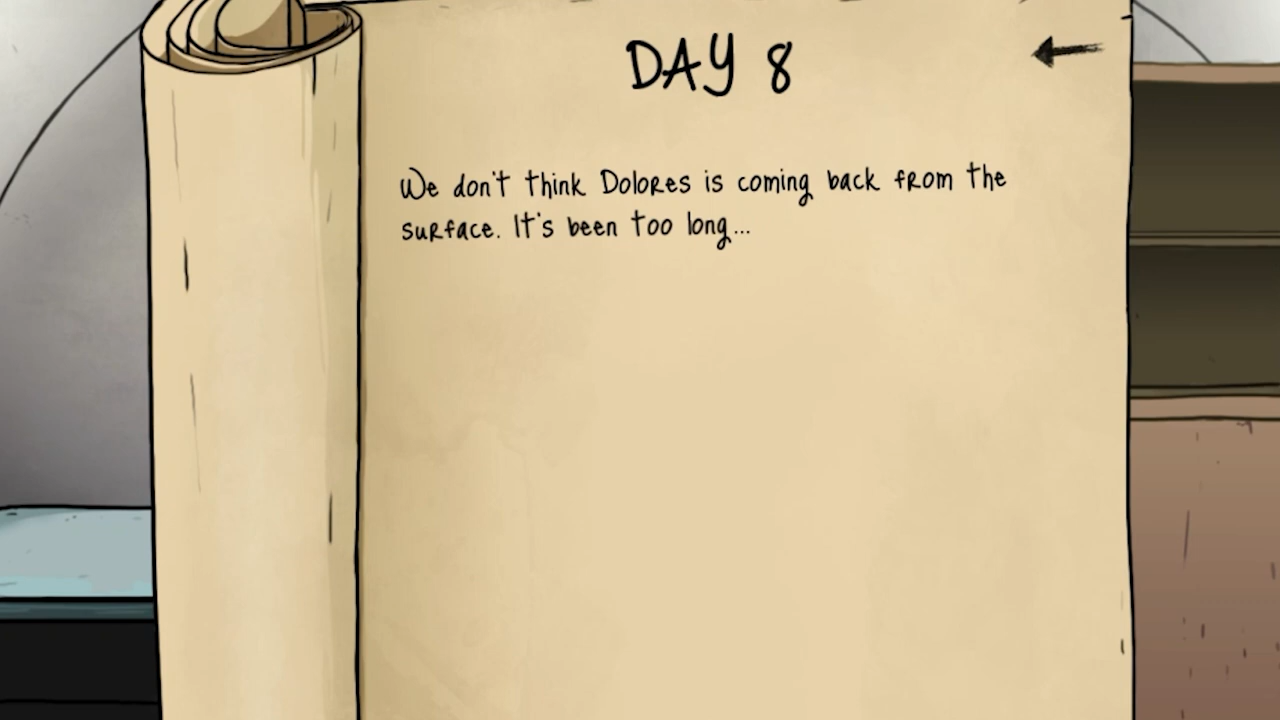 DAY 8
We don't think Dolores is coming back from the
surface. It's been too long...